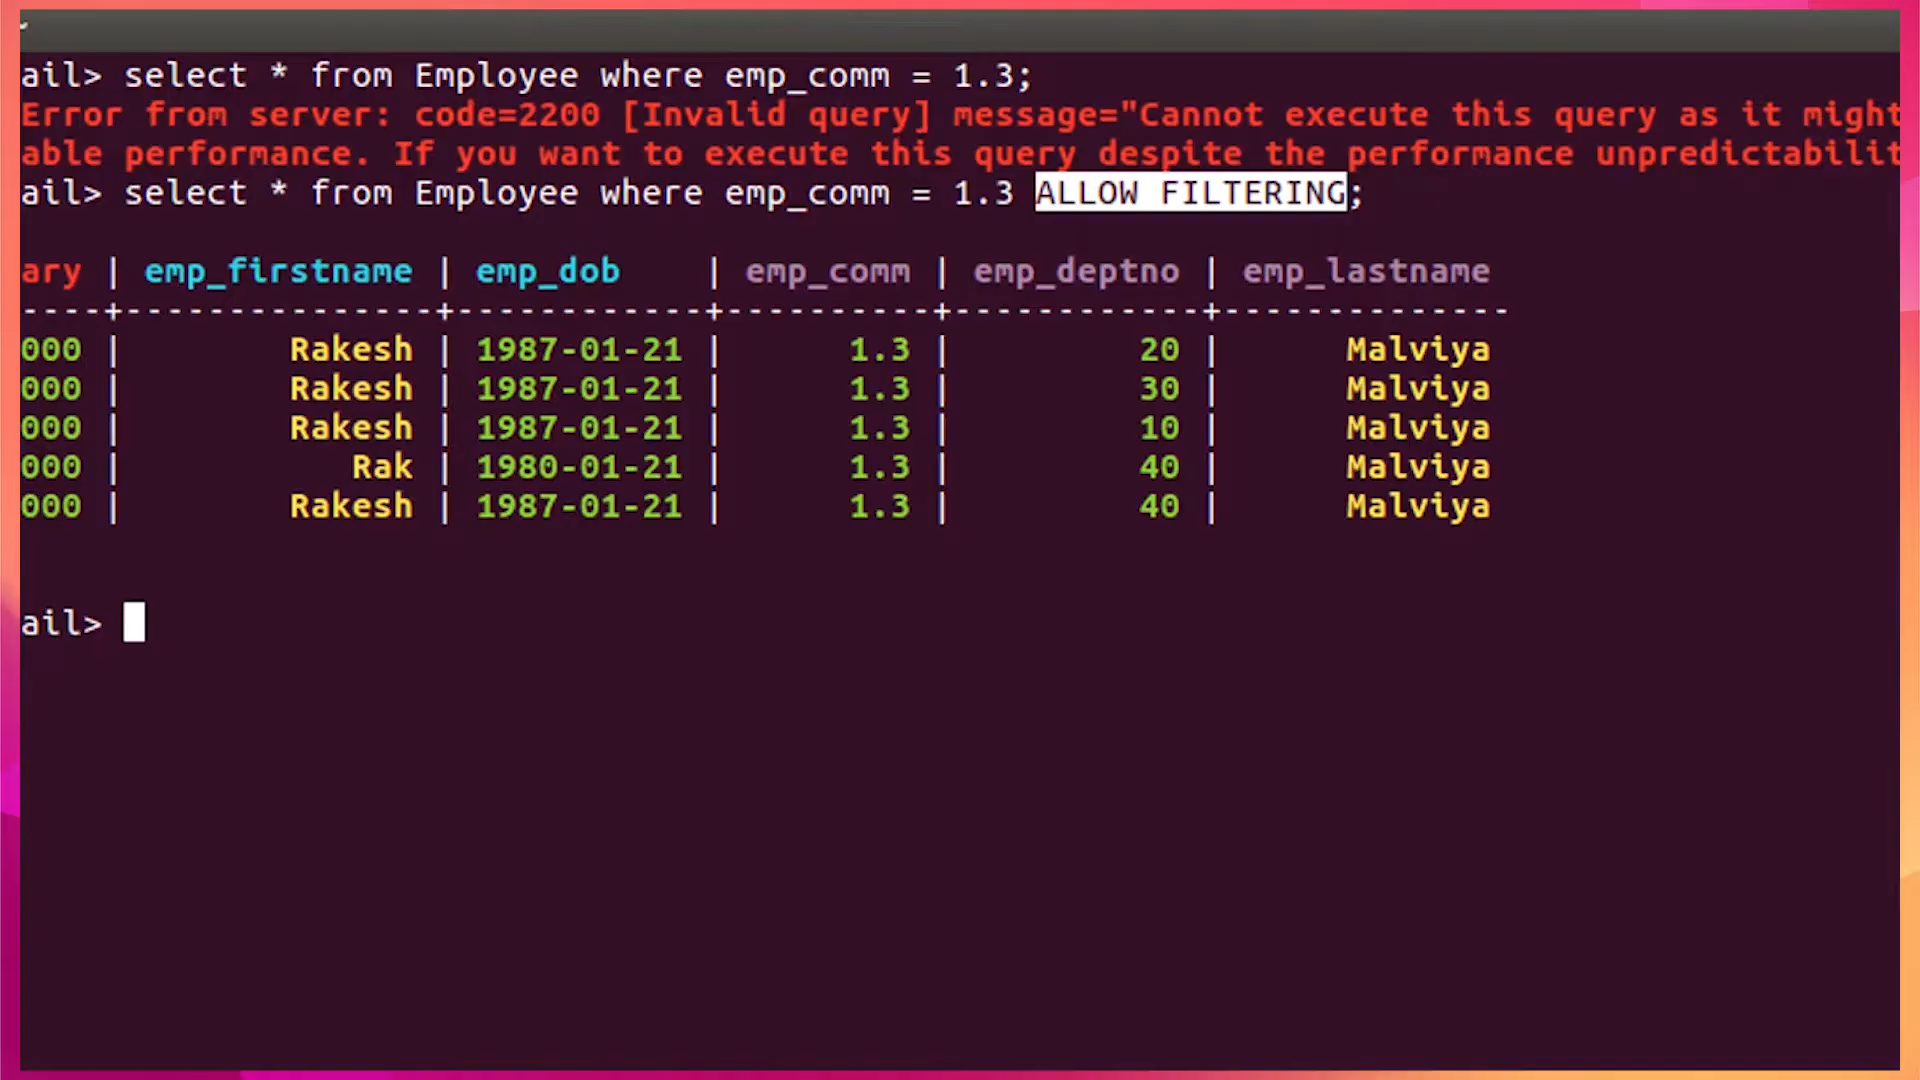 ail> select * from Employee where emp_comm = 1.3;
Error from server: code=2200 [Invalid query] message="Cannot execute this query as it might
able performance. If you want to execute this query despite the performance unpredictabilit
ail> select * from Employee where emp_comm = 1.3 ALLOW FILTERING;
ary | emp_firstname | emp_dob | emp_comm | emp_deptno | emp_lastname
----+---------------+------------+----------+------------+--------------
000 | Rakesh | 1987-01-21 | 1.3 | 20 | Malviya
000 | Rakesh | 1987-01-21 | 1.3 | 30 | Malviya
000 | Rakesh | 1987-01-21 | 1.3 | 10 | Malviya
000 | Rak | 1980-01-21 | 1.3 | 40 | Malviya
000 | Rakesh | 1987-01-21 | 1.3 | 40 | Malviya
ail>